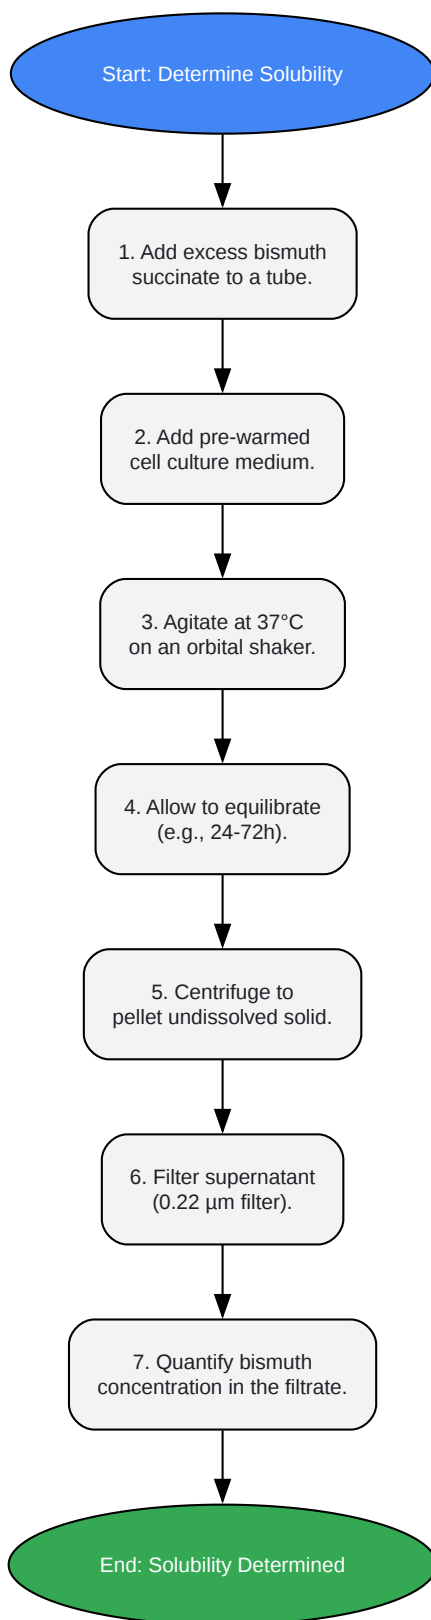 Start: Determine Solubility
1. Add excess bismuth
succinate to a tube.
2. Add pre-warmed
cell culture medium.
3. Agitate at 37°C
on an orbital shaker.
4. Allow to equilibrate
(e.g., 24-72h).
5. Centrifuge to
pellet undissolved solid.
6. Filter supernatant
(0.22 µm filter).
7. Quantify bismuth
concentration in the filtrate.
End: Solubility Determined